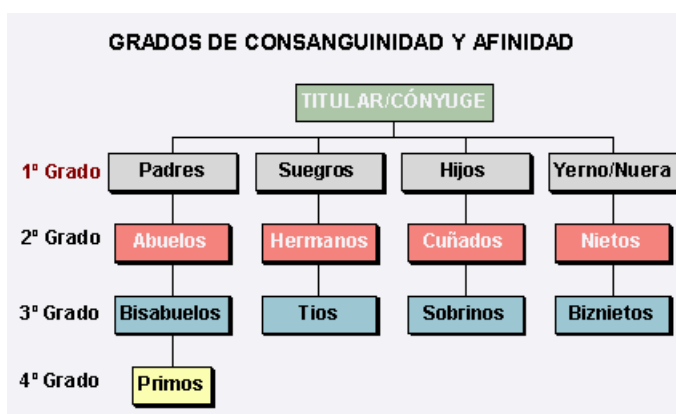 GRADOS DE CONSANGUINIDAD Y AFINIDAD
TITULAR/CÓNYUGE
1º Grado Padres Suegros Hijos Yerno/Nuera
2º Grado Abuelos Hermanos Cuñados Nietos
3º Grado Bisabuelos Tios Sobrinos Biznietos
4º Grado Primos